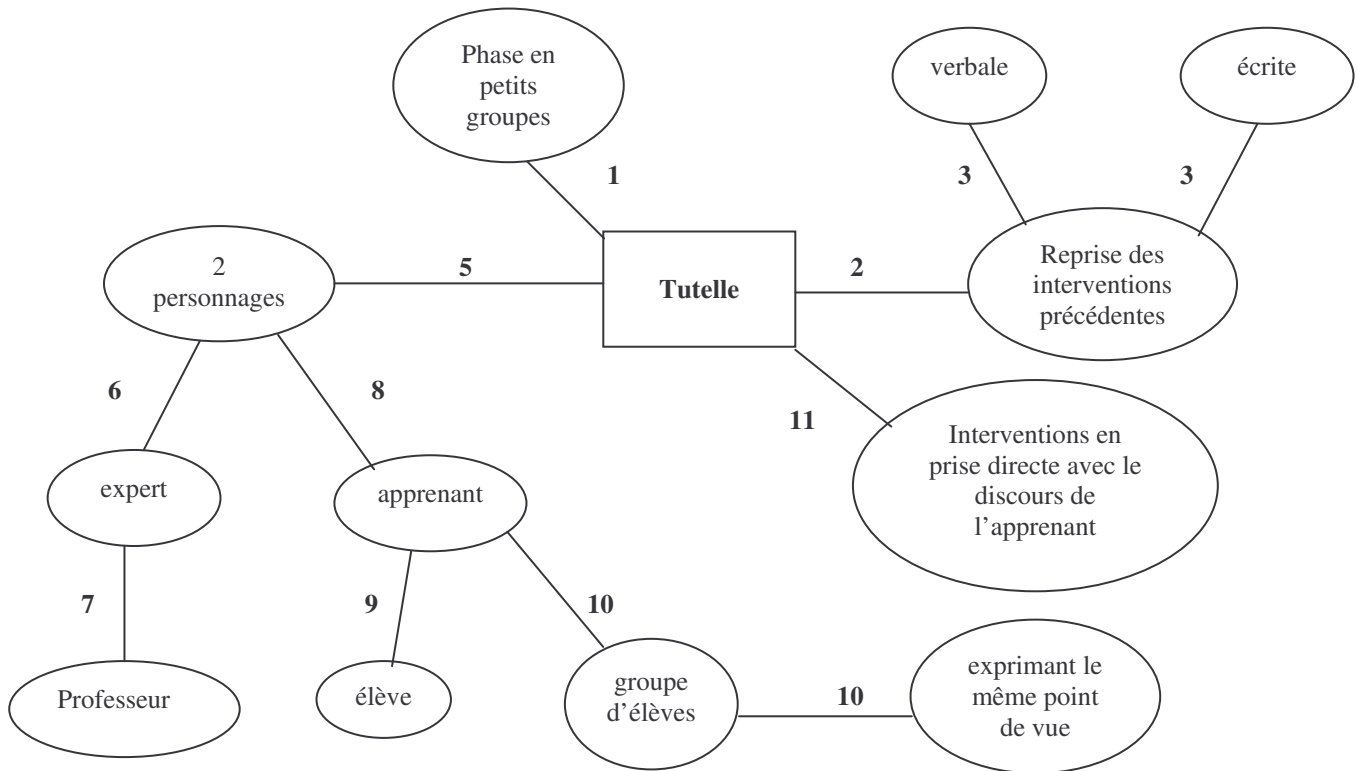 Phase en
petits
groupes
verbale
écrite
1
3
3
2
personnages
5
Tutelle
2
Reprise des
interventions
précédentes
6
8
11
Interventions en
prise directe avec le
discours de
l’apprenant
expert
apprenant
7
9
10
Professeur
élève
groupe
d’élèves
10
exprimant le
même point
de vue